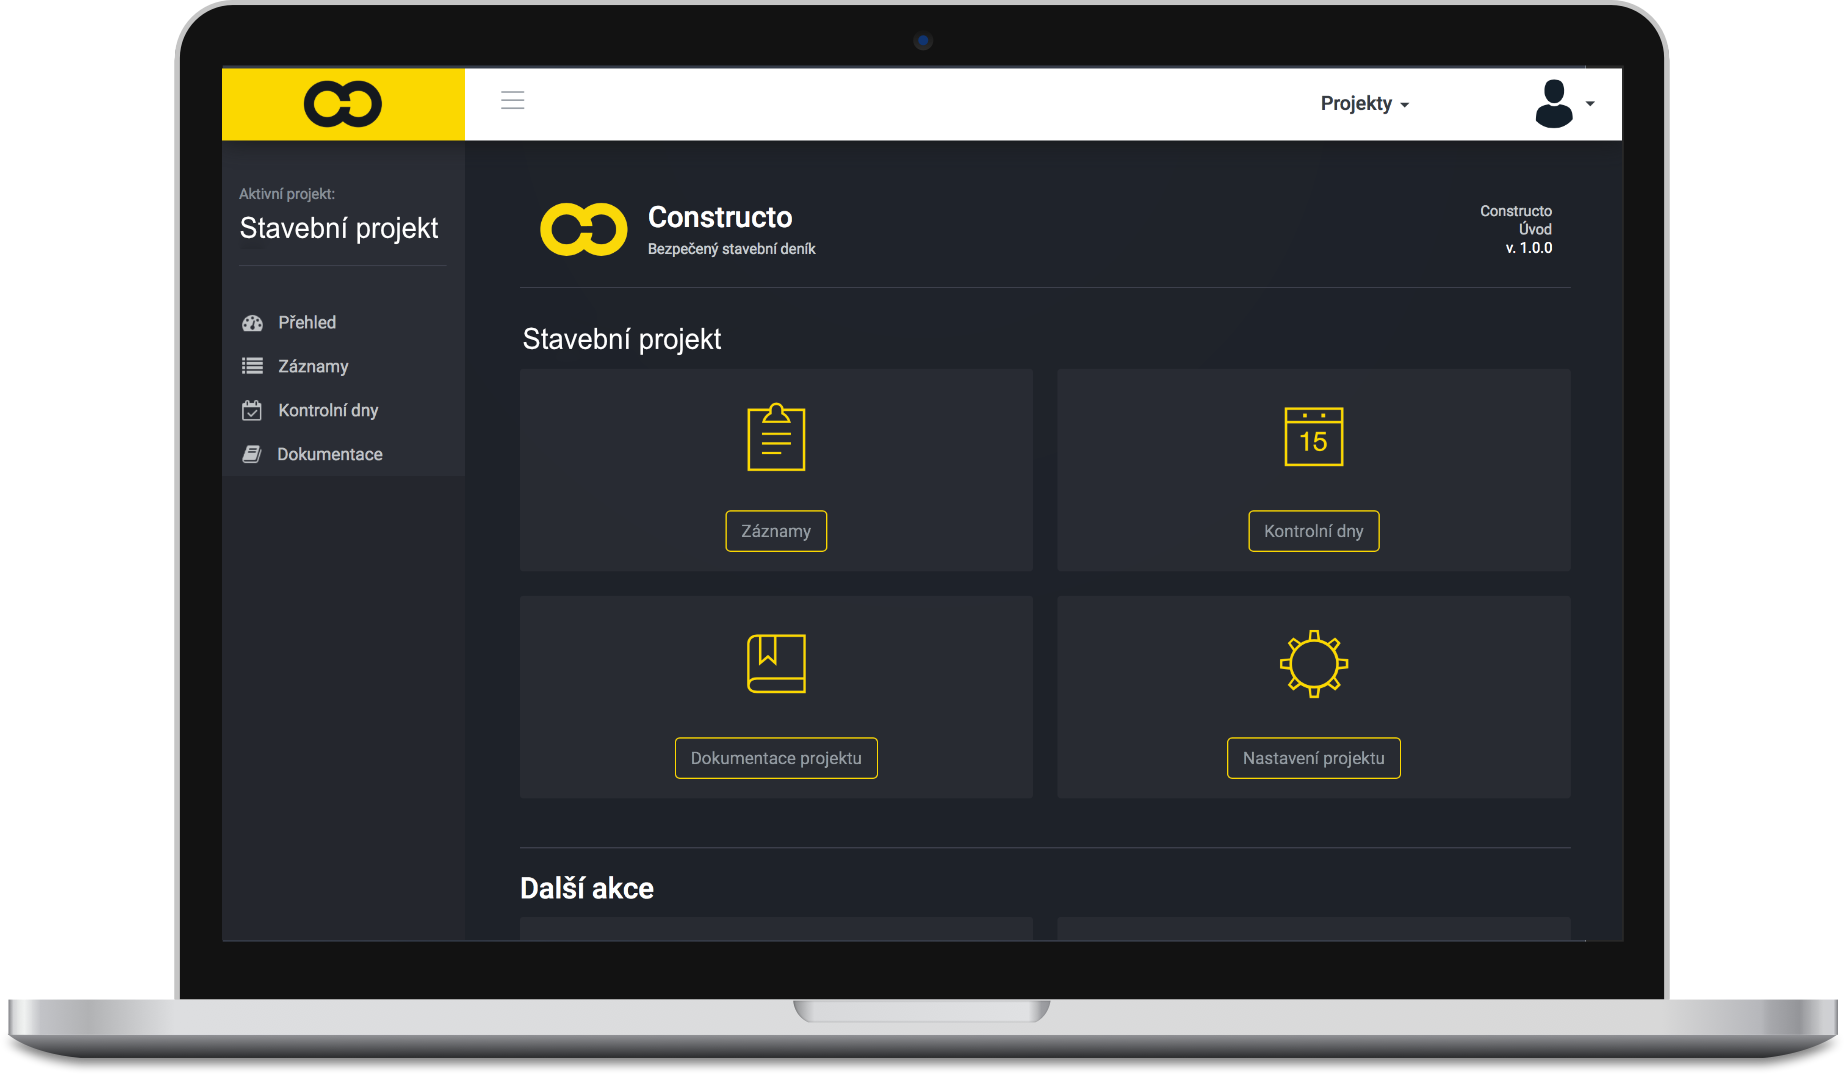 Projekty
Aktivní projekt:
Stavební projekt
Přehled
Záznamy
Kontrolní dny
Dokumentace
Constructo
Bezpečený stavební deník
Constructo
Úvod
v. 1.0.0
Stavební projekt
15
Záznamy
Kontrolní dny
Dokumentace projektu
Nastavení projektu
Další akce